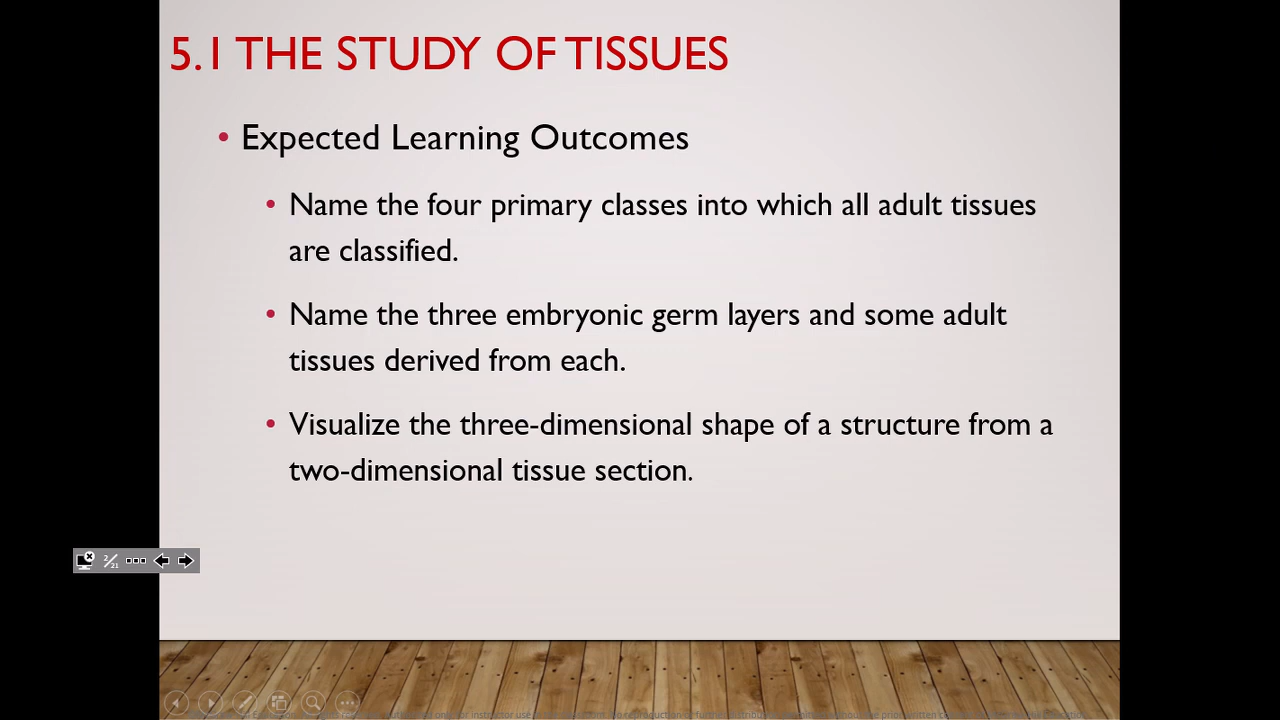 5.1 THE STUDY OF TISSUES
• Expected Learning Outcomes
• Name the four primary classes into which all adult tissues
are classified.
• Name the three embryonic germ layers and some adult
tissues derived from each.
• Visualize the three-dimensional shape of a structure from a
two-dimensional tissue section.
2/21